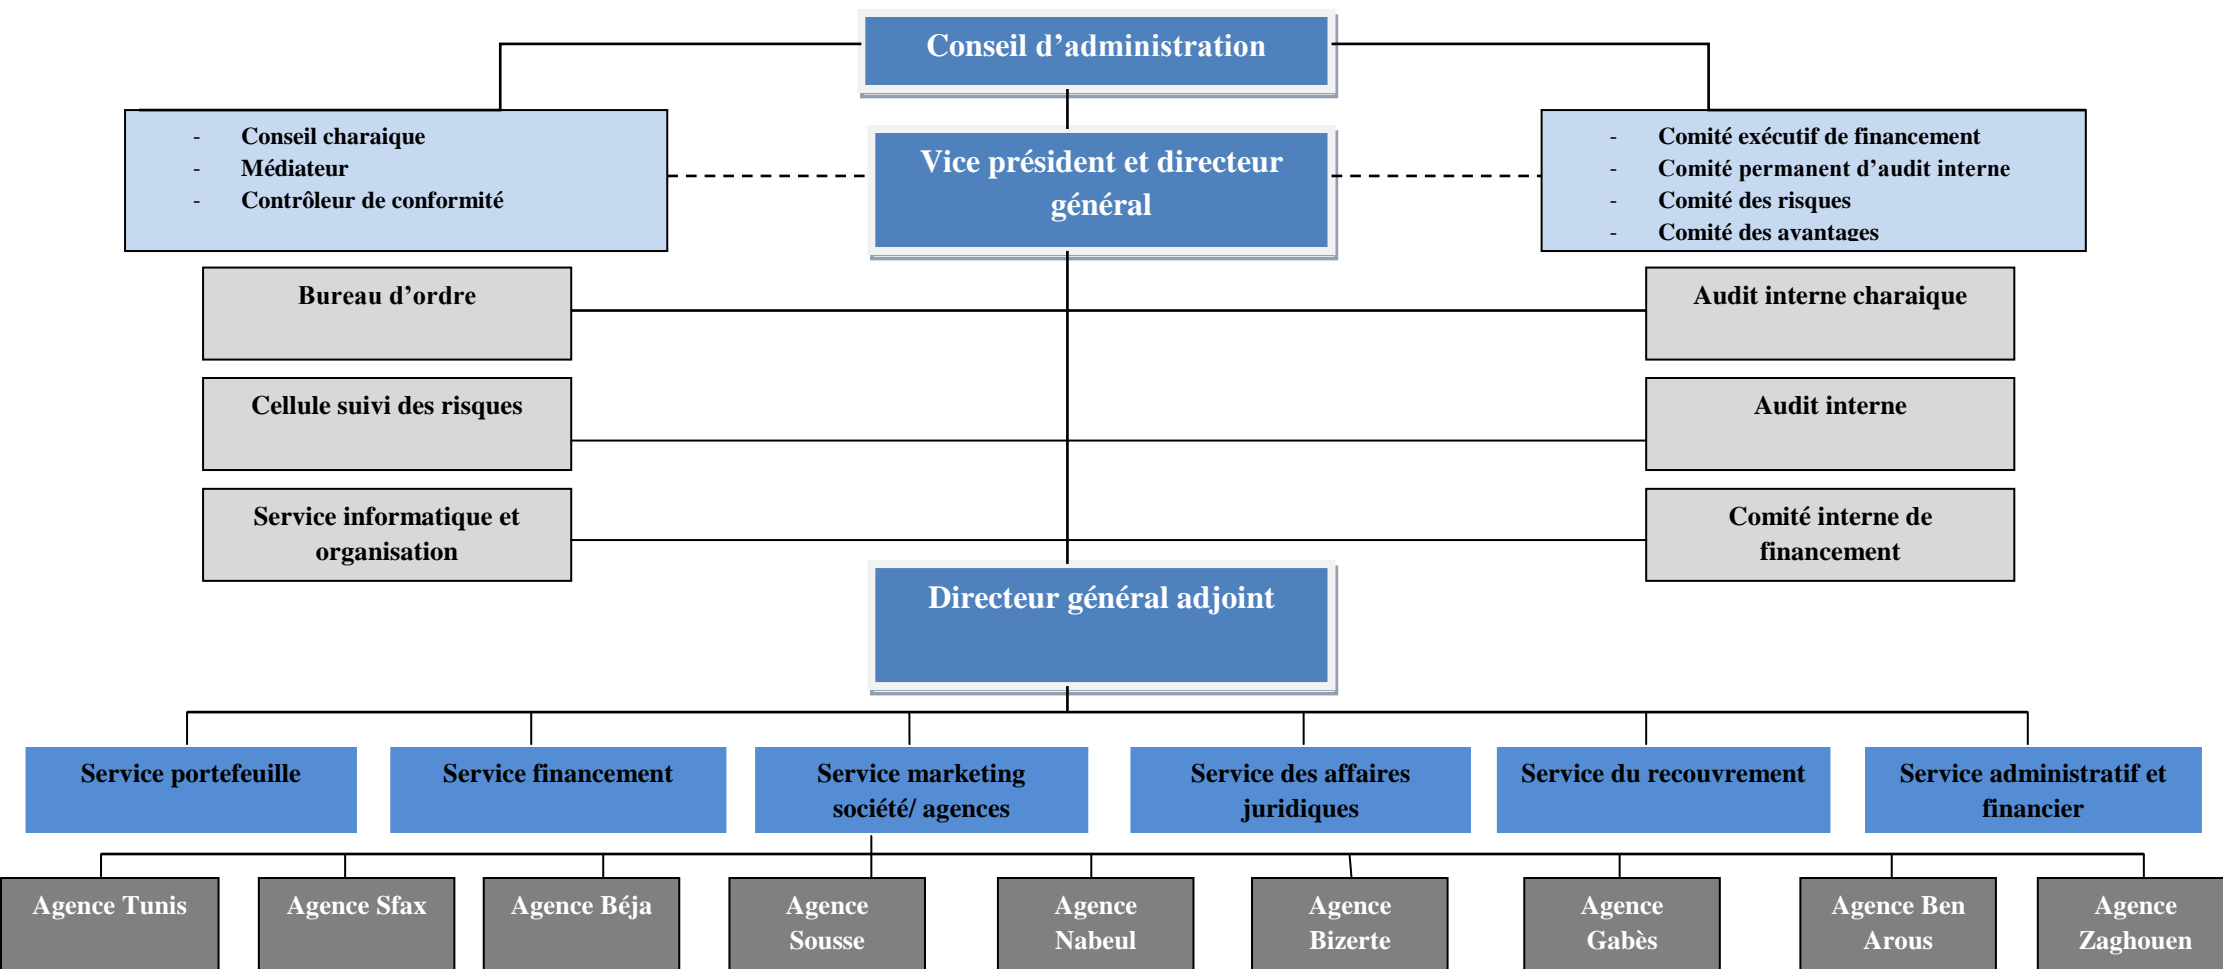 Conseil d’administration
- Conseil charaique
- Médiateur
- Contrôleur de conformité
Vice président et directeur
général
- Comité exécutif de financement
- Comité permanent d’audit interne
- Comité des risques
- Comité des avantages
Bureau d’ordre
Audit interne charaique
Cellule suivi des risques
Audit interne
Service informatique et
organisation
Comité interne de
financement
Directeur général adjoint
Service portefeuille
Service financement
Service marketing
société/ agences
Service des affaires
juridiques
Service du recouvrement
Service administratif et
financier
Agence Tunis
Agence Sfax
Agence Béja
Agence
Sousse
Agence
Nabeul
Agence
Bizerte
Agence
Gabès
Agence Ben
Arous
Agence
Zaghouen